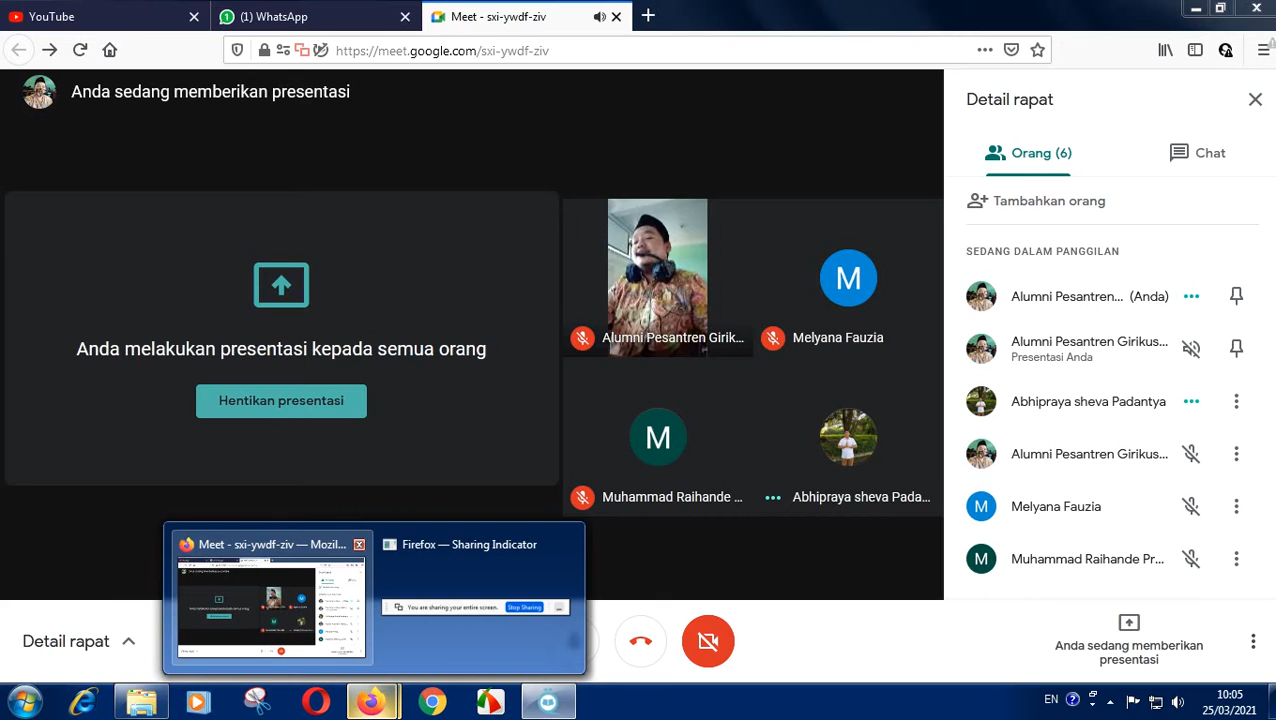 YouTube
(1) WhatsApp
Meet - sxi-ywdf-ziv
https://meet.google.com/sxi-ywdf-ziv
Anda sedang memberikan presentasi
Anda melakukan presentasi kepada semua orang
Hentikan presentasi
Alumni Pesantren Girik...
M
Melyana Fauzia
M
Muhammad Raihande ...
Abhipraya sheva Pada...
Detail rapat
Orang (6)
Chat
Tambahkan orang
SEDANG DALAM PANGGILAN
Alumni Pesantren... (Anda)
Alumni Pesantren Girikus...
Presentasi Anda
Abhipraya sheva Padantya
Alumni Pesantren Girikus...
M
Melyana Fauzia
M
Muhammad Raihande Pr...
Meet - sxi-ywdf-ziv — Mozil...
Firefox — Sharing Indicator
You are sharing your entire screen.
Stop Sharing
Detail rapat
Anda sedang memberikan
presentasi
EN
10:05
25/03/2021